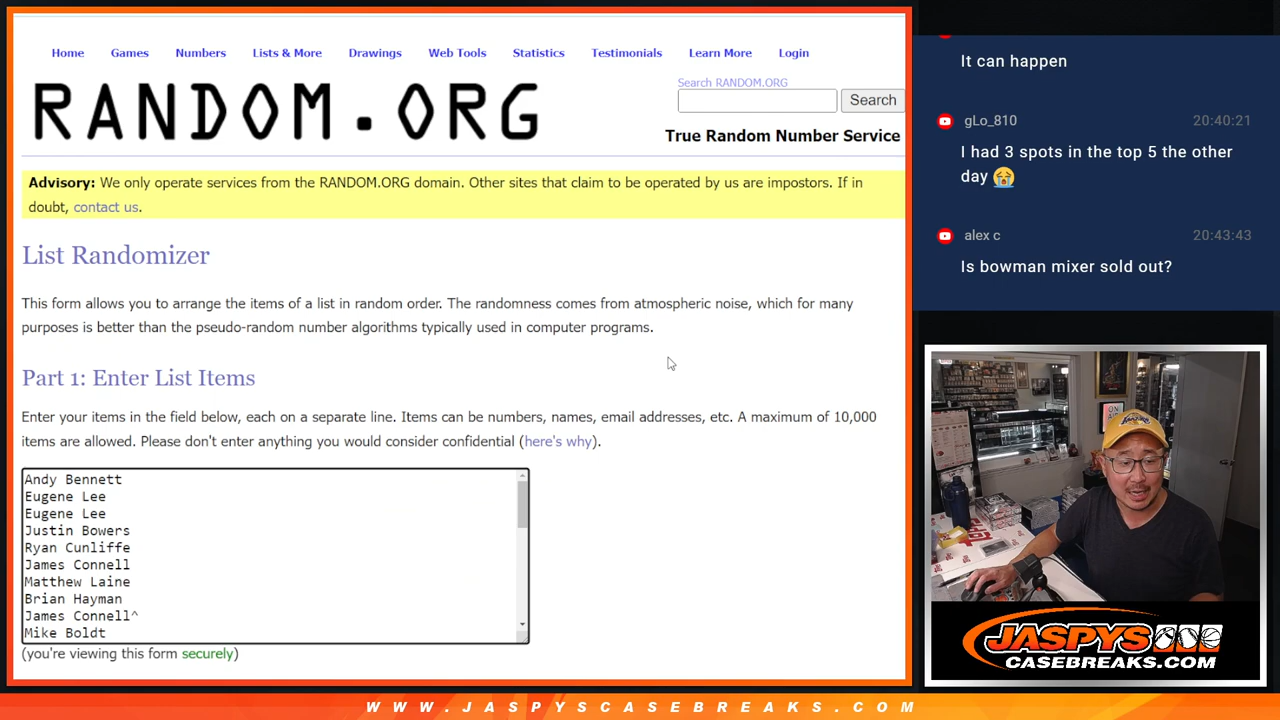 Home Games Numbers Lists & More Drawings Web Tools Statistics Testimonials Learn More Login
RANDOM.ORG
Search RANDOM.ORG
Search
True Random Number Service
Advisory: We only operate services from the RANDOM.ORG domain. Other sites that claim to be operated by us are impostors. If in
doubt, contact us.
List Randomizer
This form allows you to arrange the items of a list in random order. The randomness comes from atmospheric noise, which for many
purposes is better than the pseudo-random number algorithms typically used in computer programs.
Part 1: Enter List Items
Enter your items in the field below, each on a separate line. Items can be numbers, names, email addresses, etc. A maximum of 10,000
items are allowed. Please don't enter anything you would consider confidential (here's why).
Andy Bennett
Eugene Lee
Eugene Lee
Justin Bowers
Ryan Cunliffe
James Connell
Matthew Laine
Brian Hayman
James Connell^
Mike Boldt
(you're viewing this form securely)
It can happen
gLo_810 20:40:21
I had 3 spots in the top 5 the other
day 😭
alex c 20:43:43
Is bowman mixer sold out?
JASPYS
CASEBREAKS.COM
WWW.JASPYSCASEBREAKS.COM